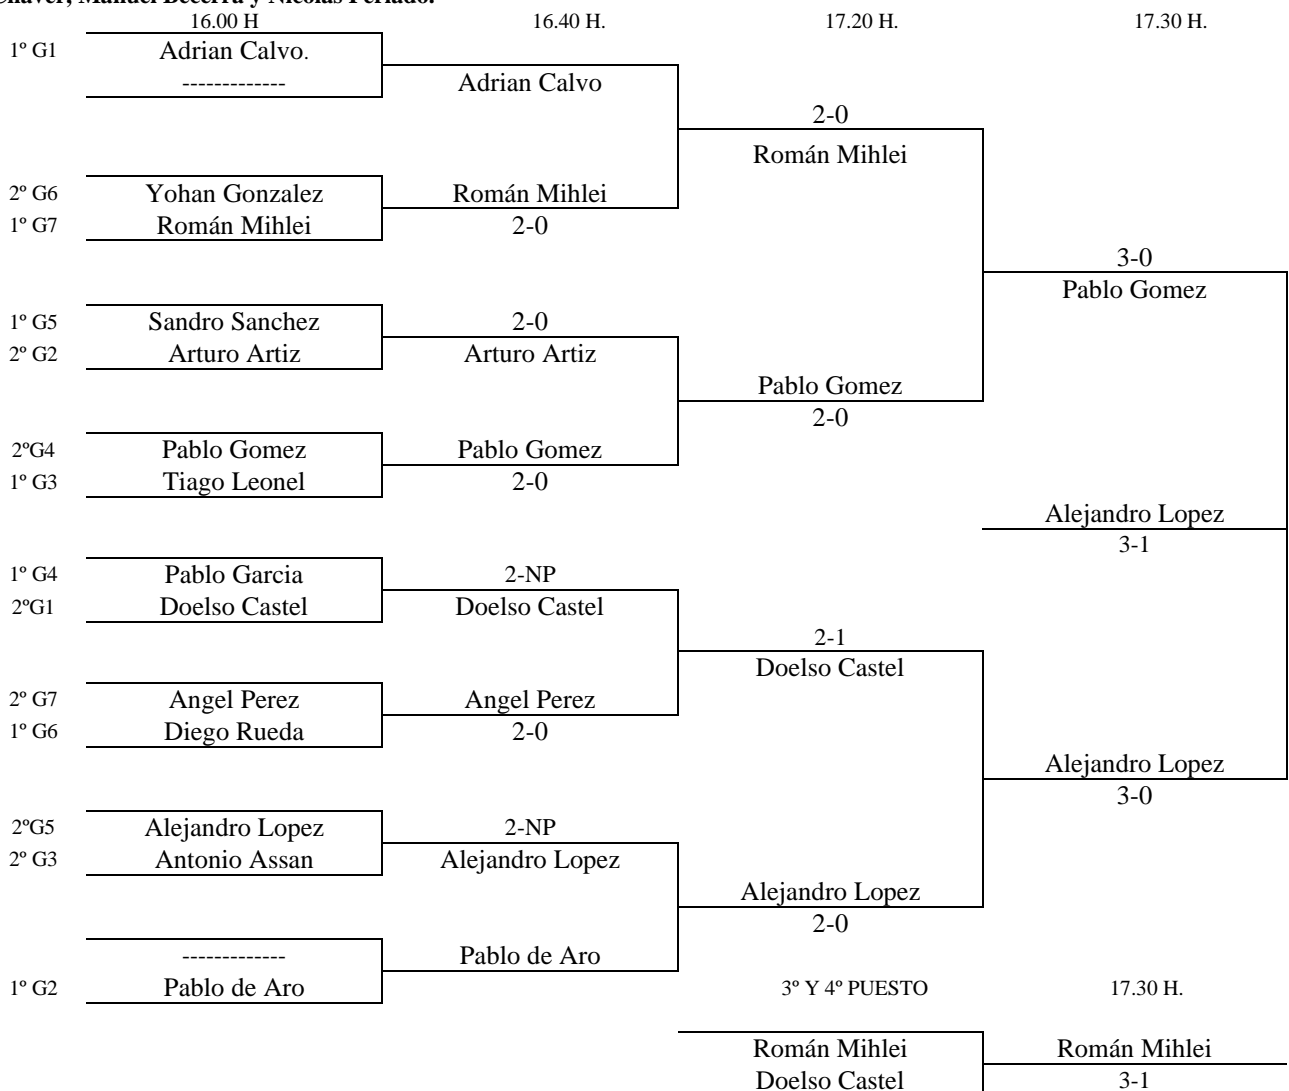 Chaver, Manuel Becerra y Nicolas Periado.
16.00 H 16.40 H. 17.20 H. 17.30 H.
1º G1 Adrian Calvo.
------------- Adrian Calvo
2-0
Román Mihlei
2º G6 Yohan Gonzalez Román Mihlei
1º G7 Román Mihlei 2-0
3-0
Pablo Gomez
1º G5 Sandro Sanchez 2-0
2º G2 Arturo Artiz Arturo Artiz
Pablo Gomez
2-0
2ºG4 Pablo Gomez Pablo Gomez
1º G3 Tiago Leonel 2-0
Alejandro Lopez
3-1
1º G4 Pablo Garcia 2-NP
2ºG1 Doelso Castel Doelso Castel
2-1
Doelso Castel
2º G7 Angel Perez Angel Perez
1º G6 Diego Rueda 2-0
Alejandro Lopez
3-0
2ºG5 Alejandro Lopez 2-NP
2º G3 Antonio Assan Alejandro Lopez
Alejandro Lopez
2-0
------------- Pablo de Aro
1º G2 Pablo de Aro 3º Y 4º PUESTO 17.30 H.
Román Mihlei Román Mihlei
Doelso Castel 3-1